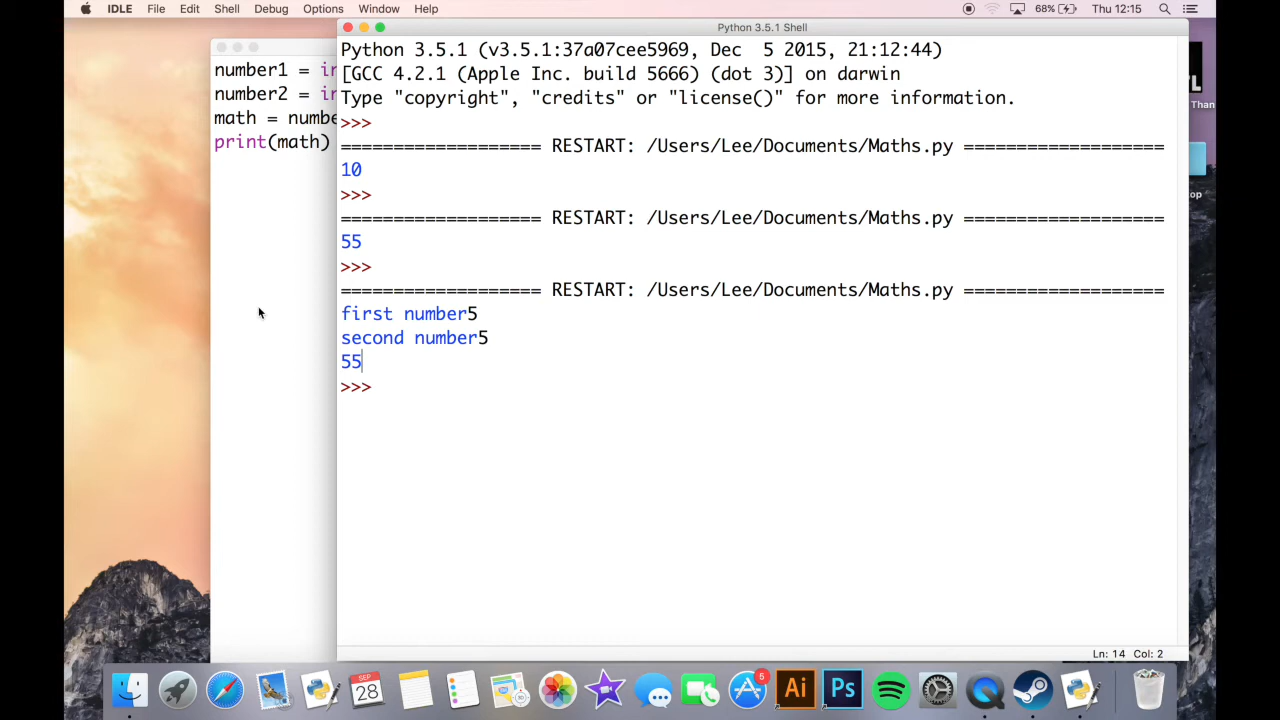 IDLE File Edit Shell Debug Options Window Help 68% Thu 12:15
Python 3.5.1 Shell
number1 = in
number2 = in
math = numbe
print(math)
Python 3.5.1 (v3.5.1:37a07cee5969, Dec  5 2015, 21:12:44)
[GCC 4.2.1 (Apple Inc. build 5666) (dot 3)] on darwin
Type "copyright", "credits" or "license()" for more information.
>>>
=================== RESTART: /Users/Lee/Documents/Maths.py ===================
10
>>>
=================== RESTART: /Users/Lee/Documents/Maths.py ===================
55
>>>
=================== RESTART: /Users/Lee/Documents/Maths.py ===================
first number5
second number5
55
>>>
Ln: 14 Col: 2
Than
op
SEP
28
5
Ai
Ps